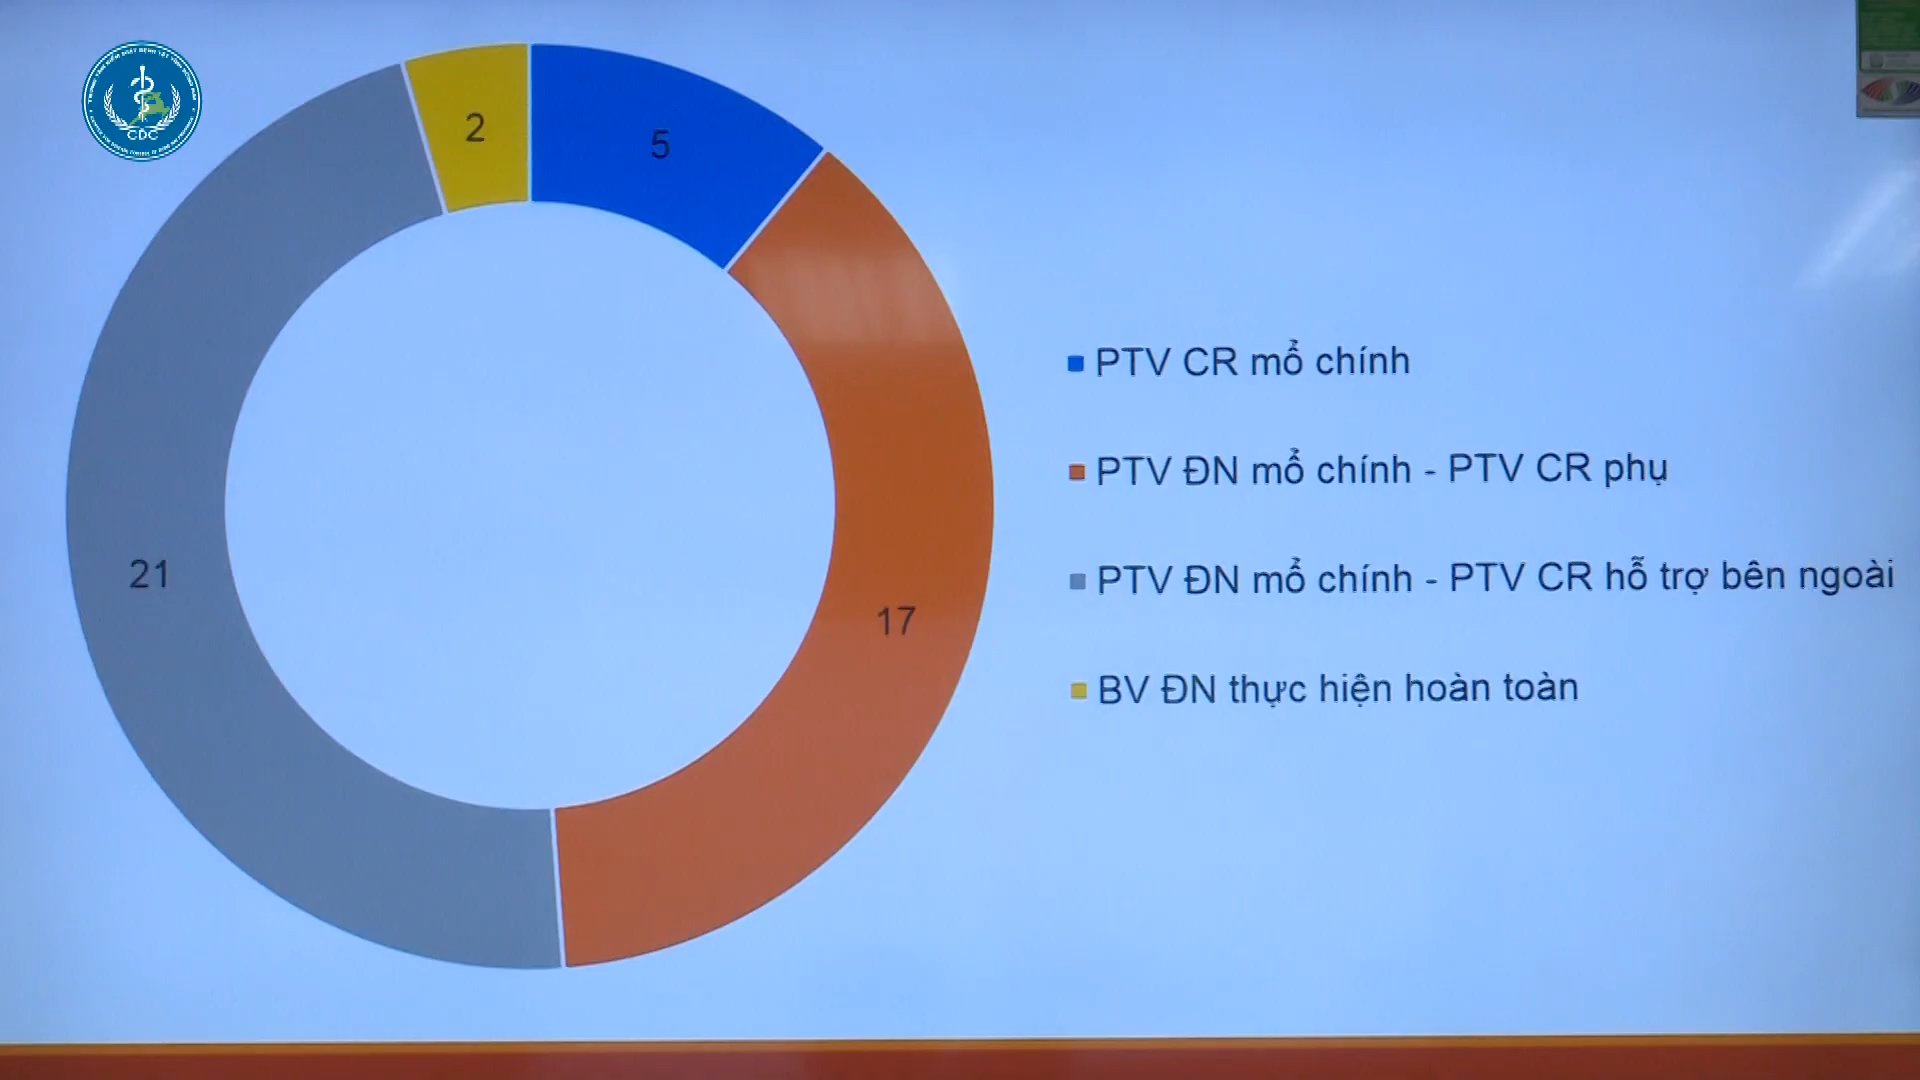 CDC
2
5
21
17
PTV CR mổ chính
PTV ĐN mổ chính - PTV CR phụ
PTV ĐN mổ chính - PTV CR hỗ trợ bên ngoài
BV ĐN thực hiện hoàn toàn